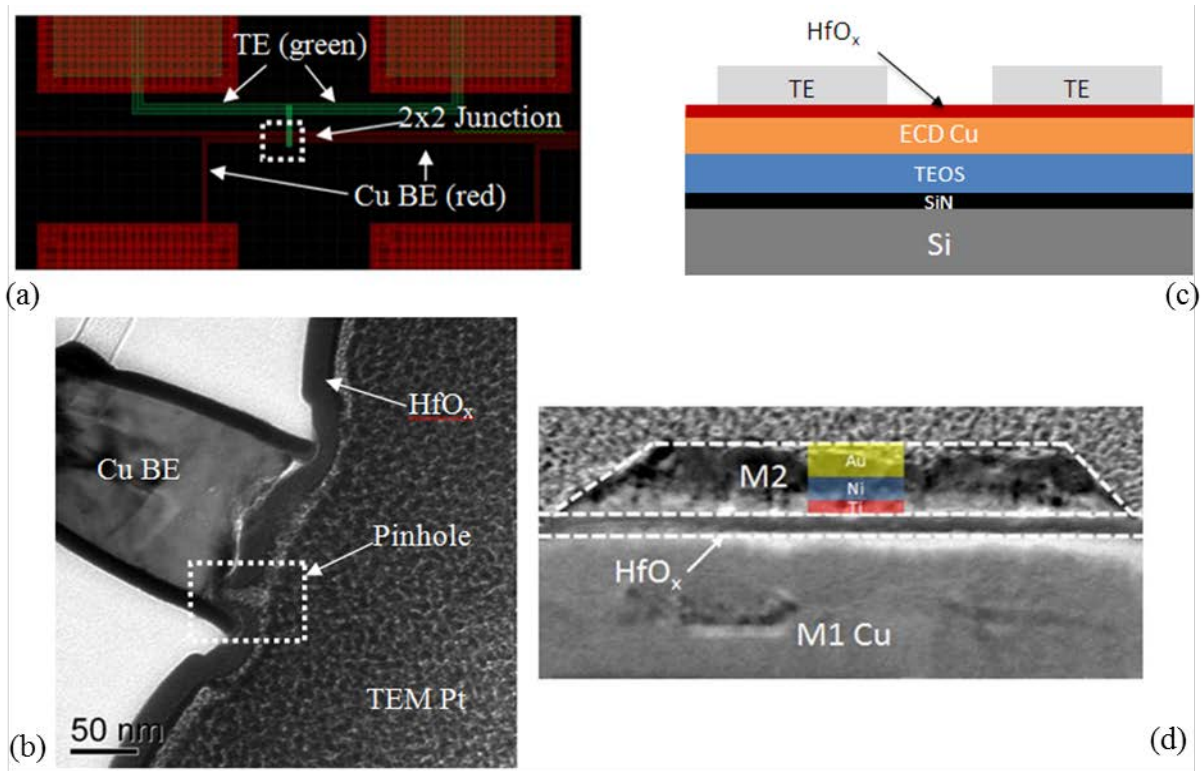 TE (green)
2x2 Junction
Cu BE (red)
(a)
HfOx
TE
TE
ECD Cu
TEOS
SiN
Si
(c)
HfOx
Cu BE
Pinhole
TEM Pt
50 nm
(b)
Au
M2
Ni
Ti
HfOx
M1 Cu
(d)